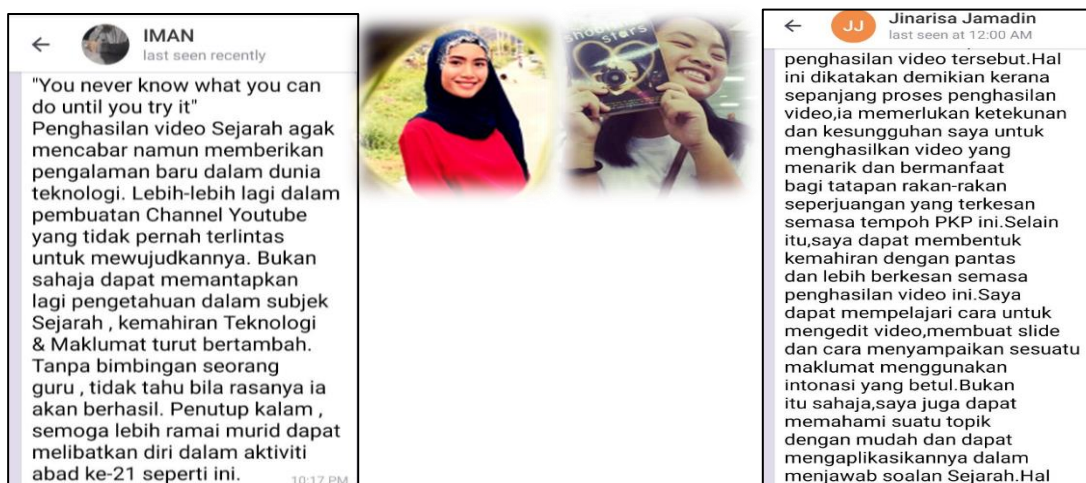 IMAN
last seen recently
"You never know what you can
do until you try it"
Penghasilan video Sejarah agak
mencabar namun memberikan
pengalaman baru dalam dunia
teknologi. Lebih-lebih lagi dalam
pembuatan Channel Youtube
yang tidak pernah terlintas
untuk mewujudkannya. Bukan
sahaja dapat memantapkan
lagi pengetahuan dalam subjek
Sejarah , kemahiran Teknologi
& Maklumat turut bertambah.
Tanpa bimbingan seorang
guru , tidak tahu bila rasanya ia
akan berhasil. Penutup kalam ,
semoga lebih ramai murid dapat
melibatkan diri dalam aktiviti
abad ke-21 seperti ini.
10:17 PM
stars
JJ
Jinarisa Jamadin
last seen at 12:00 AM
penghasilan video tersebut.Hal
ini dikatakan demikian kerana
sepanjang proses penghasilan
video,ia memerlukan ketekunan
dan kesungguhan saya untuk
menghasilkan video yang
menarik dan bermanfaat
bagi tatapan rakan-rakan
seperjuangan yang terkesan
semasa tempoh PKP ini.Selain
itu,saya dapat membentuk
kemahiran dengan pantas
dan lebih berkesan semasa
penghasilan video ini.Saya
dapat mempelajari cara untuk
mengedit video,membuat slide
dan cara menyampaikan sesuatu
maklumat menggunakan
intonasi yang betul.Bukan
itu sahaja,saya juga dapat
memahami suatu topik
dengan mudah dan dapat
mengaplikasikannya dalam
menjawab soalan Sejarah.Hal